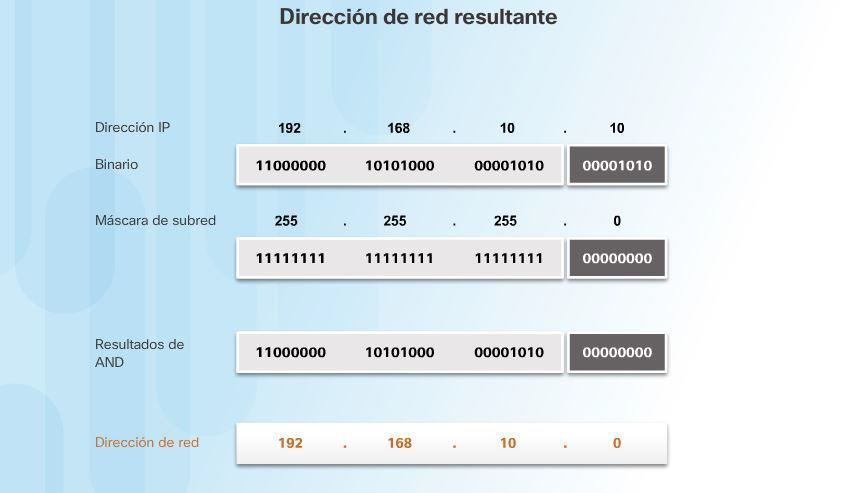 Dirección de red resultante
Dirección IP 192 . 168 . 10 . 10
Binario 11000000 10101000 00001010 00001010
Máscara de subred 255 . 255 . 255 . 0
11111111 11111111 11111111 00000000
Resultados de
AND 11000000 10101000 00001010 00000000
Dirección de red 192 . 168 . 10 . 0